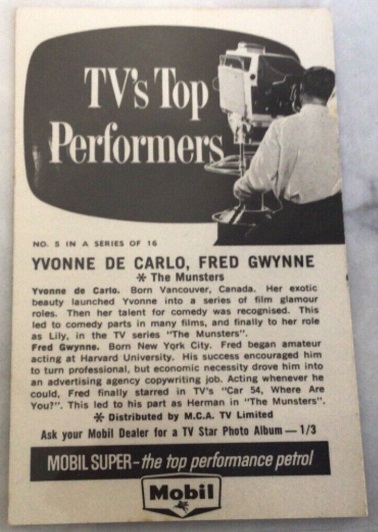 TV's Top
Performers
NO. 5 IN A SERIES OF 16
YVONNE DE CARLO, FRED GWYNNE
* The Munsters
Yvonne de Carlo. Born Vancouver, Canada. Her exotic
beauty launched Yvonne into a series of film glamour
roles. Then her talent for comedy was recognised. This
led to comedy parts in many films, and finally to her role
as Lily, in the TV series "The Munsters".
Fred Gwynne. Born New York City. Fred began amateur
acting at Harvard University. His success encouraged him
to turn professional, but economic necessity drove him into
an advertising agency copywriting job. Acting whenever he
could, Fred finally starred in TV's "Car 54, Where Are
You?". This led to his part as Herman in "The Munsters".
* Distributed by M.C.A. TV Limited
Ask your Mobil Dealer for a TV Star Photo Album — 1/3
MOBIL SUPER-the top performance petrol
Mobil